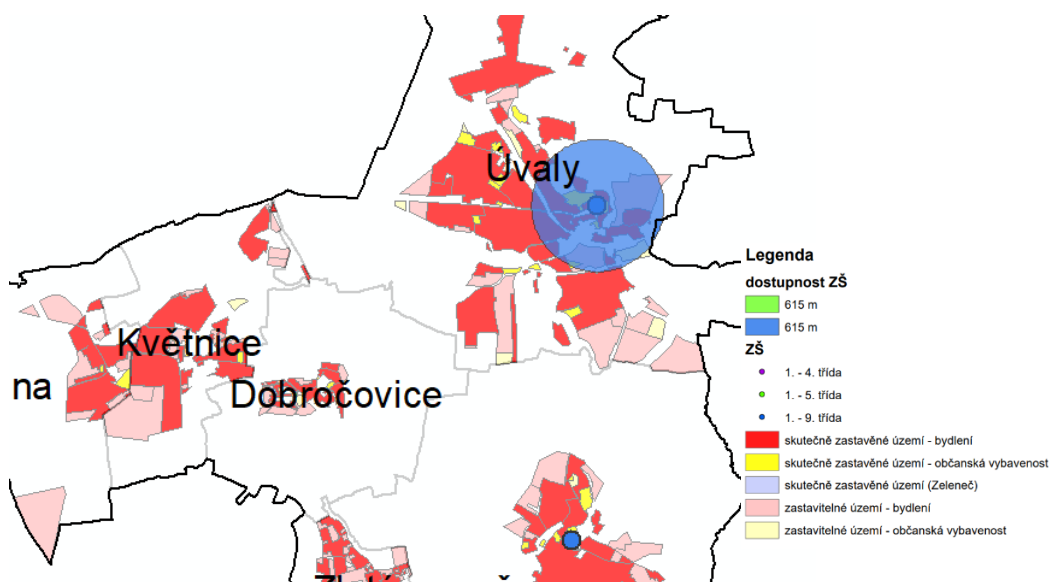 Úvaly
Květnice
na
Dobročovice
Legenda
dostupnost ZŠ
615 m
615 m
ZŠ
1. - 4. třída
1. - 5. třída
1. - 9. třída
skutečně zastavěné území - bydlení
skutečně zastavěné území - občanská vybavenost
skutečně zastavěné území (Zeleneč)
zastavitelné území - bydlení
zastavitelné území - občanská vybavenost